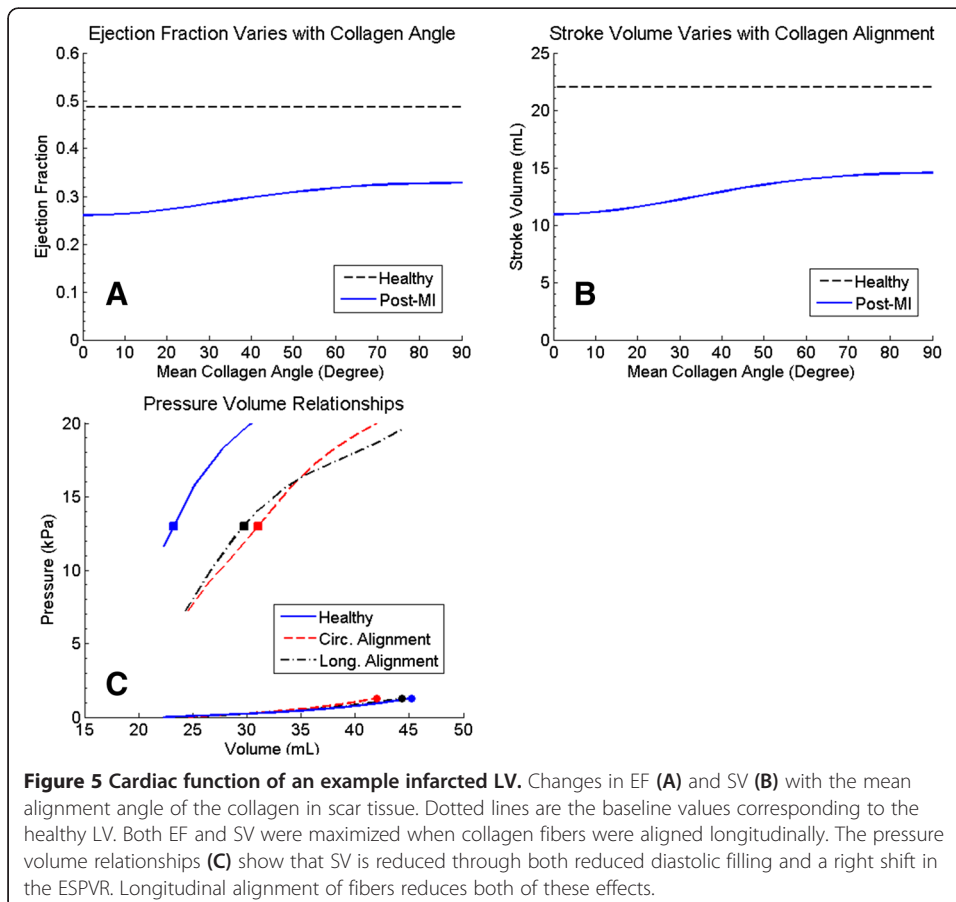 Ejection Fraction Varies with Collagen Angle
0.6
0.5
0.4
0.3
0.2
0.1
0
Ejection Fraction
Healthy
Post-MI
A
0 10 20 30 40 50 60 70 80 90
Mean Collagen Angle (Degree)
Stroke Volume Varies with Collagen Alignment
25
20
15
10
5
0
Stroke Volume (mL)
Healthy
Post-MI
B
0 10 20 30 40 50 60 70 80 90
Mean Collagen Angle (Degree)
Pressure Volume Relationships
20
15
10
5
0
Pressure (kPa)
Healthy
Circ. Alignment
Long. Alignment
C
15 20 25 30 35 40 45 50
Volume (mL)
Figure 5 Cardiac function of an example infarcted LV. Changes in EF (A) and SV (B) with the mean
alignment angle of the collagen in scar tissue. Dotted lines are the baseline values corresponding to the
healthy LV. Both EF and SV were maximized when collagen fibers were aligned longitudinally. The pressure
volume relationships (C) show that SV is reduced through both reduced diastolic filling and a right shift in
the ESPVR. Longitudinal alignment of fibers reduces both of these effects.